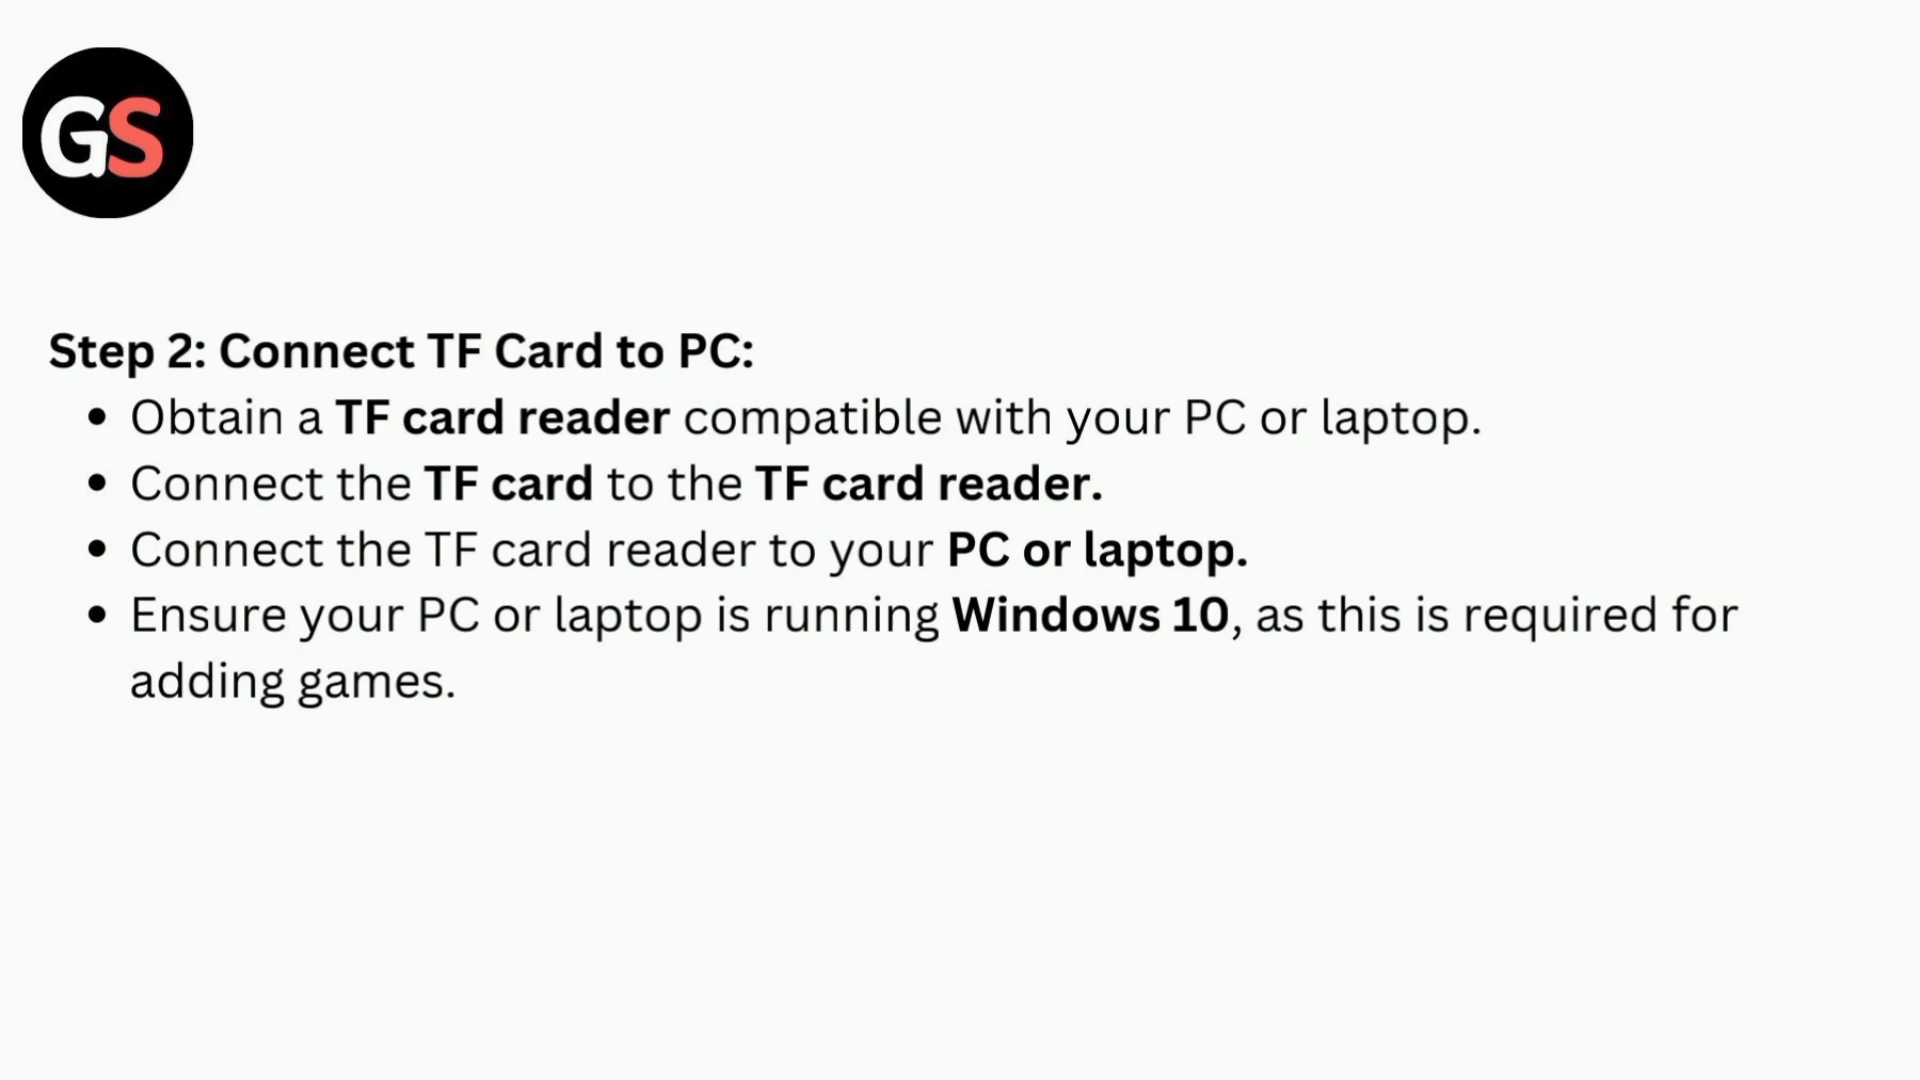 GS
Step 2: Connect TF Card to PC:
• Obtain a TF card reader compatible with your PC or laptop.
• Connect the TF card to the TF card reader.
• Connect the TF card reader to your PC or laptop.
• Ensure your PC or laptop is running Windows 10, as this is required for
adding games.